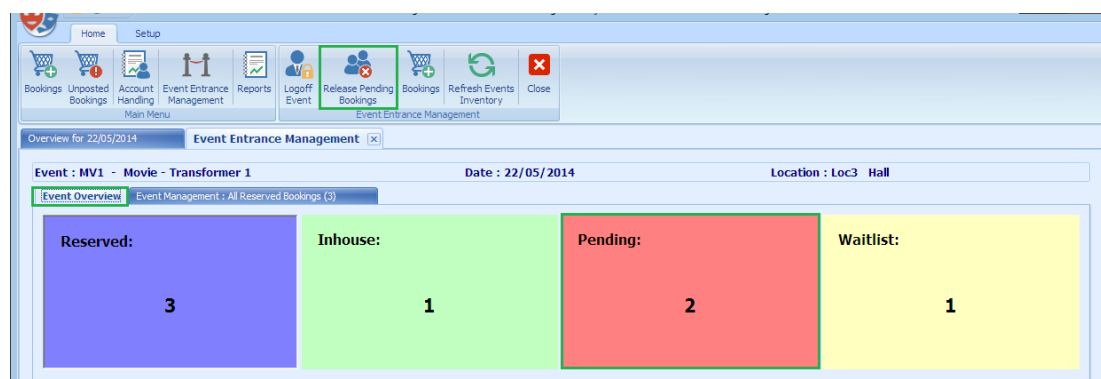 Home Setup
Bookings Unposted Bookings Account Handling Event Entrance Management Reports Logoff Event Release Pending Bookings Bookings Refresh Events Inventory Close
Main Menu Event Entrance Management
Overview for 22/05/2014 Event Entrance Management
Event : MV1 - Movie - Transformer 1 Date : 22/05/2014 Location : Loc3 Hall
Event Overview Event Management : All Reserved Bookings (3)
Reserved: Inhouse: Pending: Waitlist:
3 1 2 1